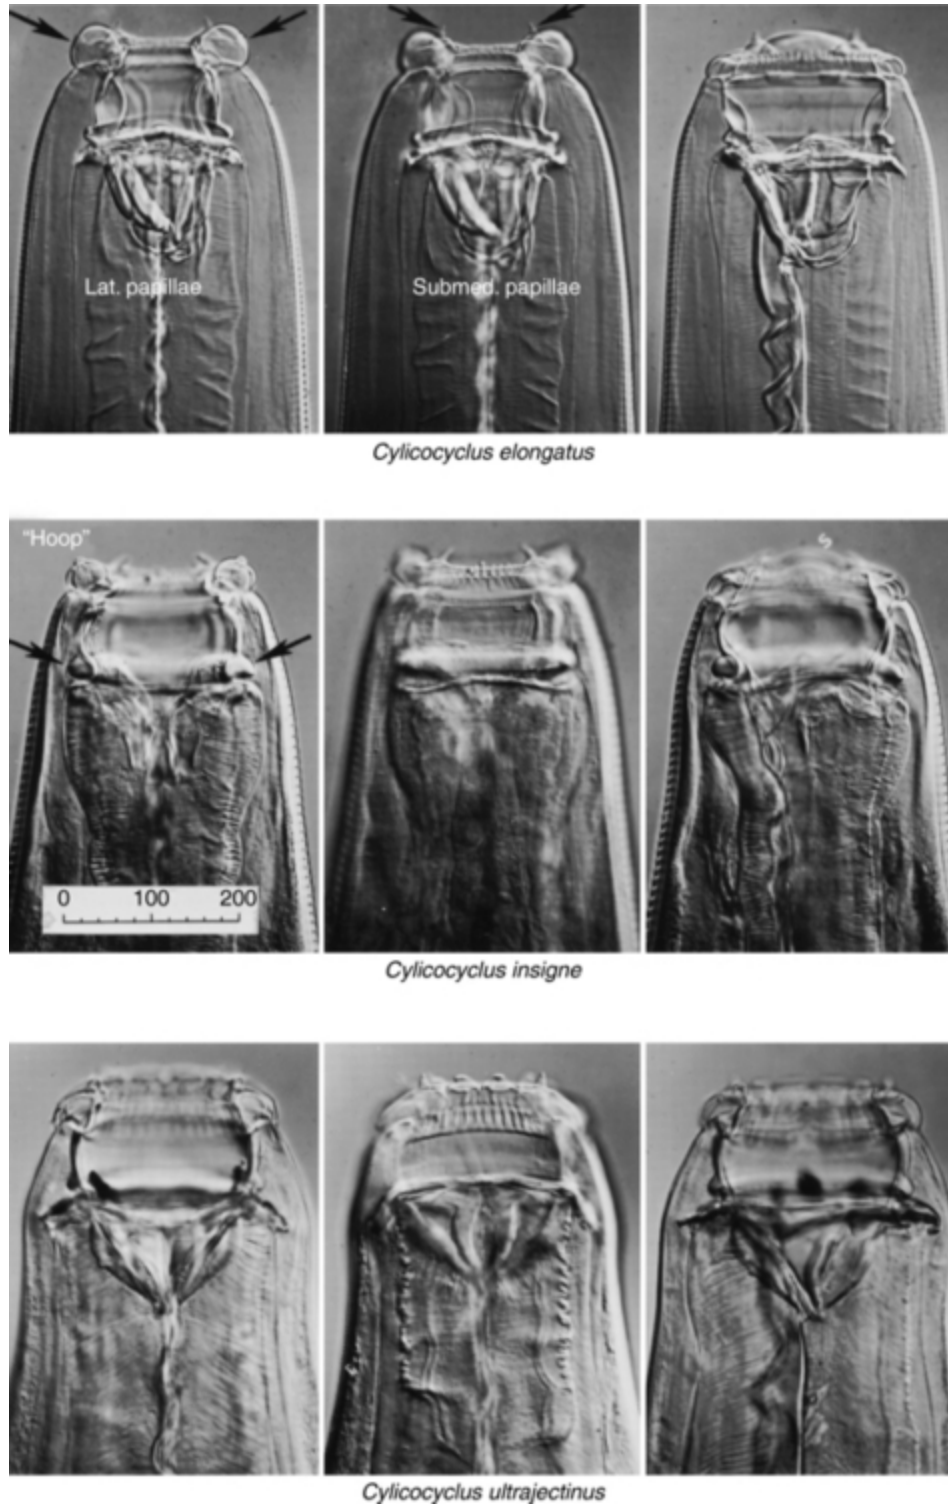 Lat. papillae
Submed. papillae
Cylicocyclus elongatus
“Hoop”
0 100 200
Cylicocyclus insigne
Cylicocyclus ultrajectinus